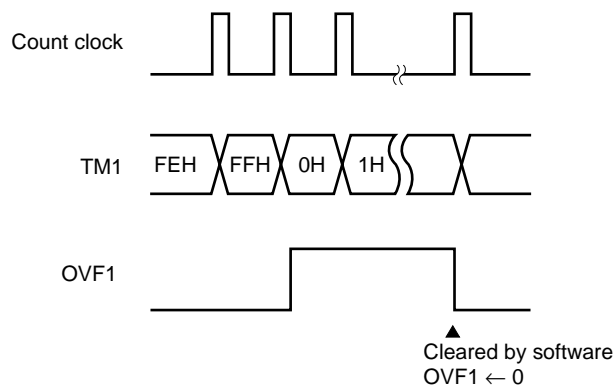 Count clock
TM1
FEH FFH 0H 1H
OVF1
Cleared by software
OVF1 ← 0